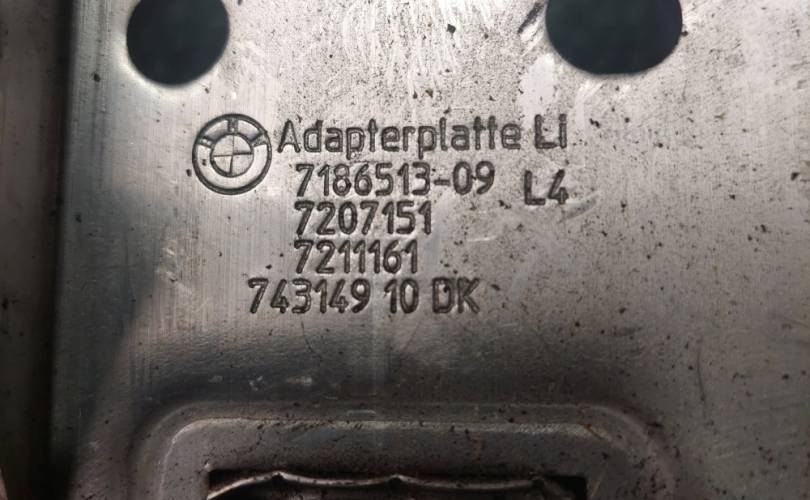 Adapterplatte Li
7186513-09 L4
7207151
7211161
743149 10 DK